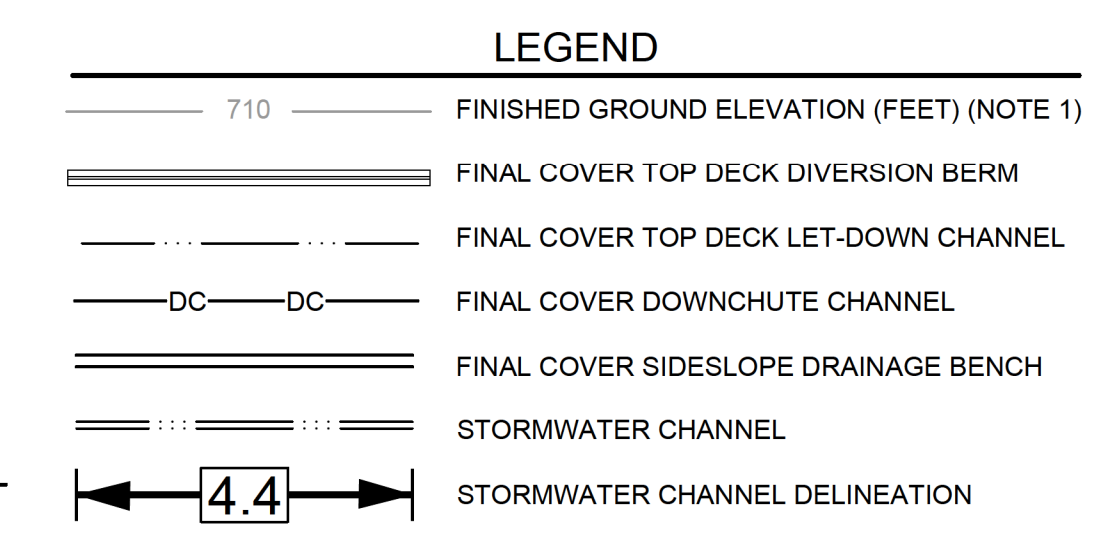 LEGEND
710 FINISHED GROUND ELEVATION (FEET) (NOTE 1)
FINAL COVER TOP DECK DIVERSION BERM
FINAL COVER TOP DECK LET-DOWN CHANNEL
DC DC FINAL COVER DOWNCHUTE CHANNEL
FINAL COVER SIDESLOPE DRAINAGE BENCH
STORMWATER CHANNEL
4.4 STORMWATER CHANNEL DELINEATION